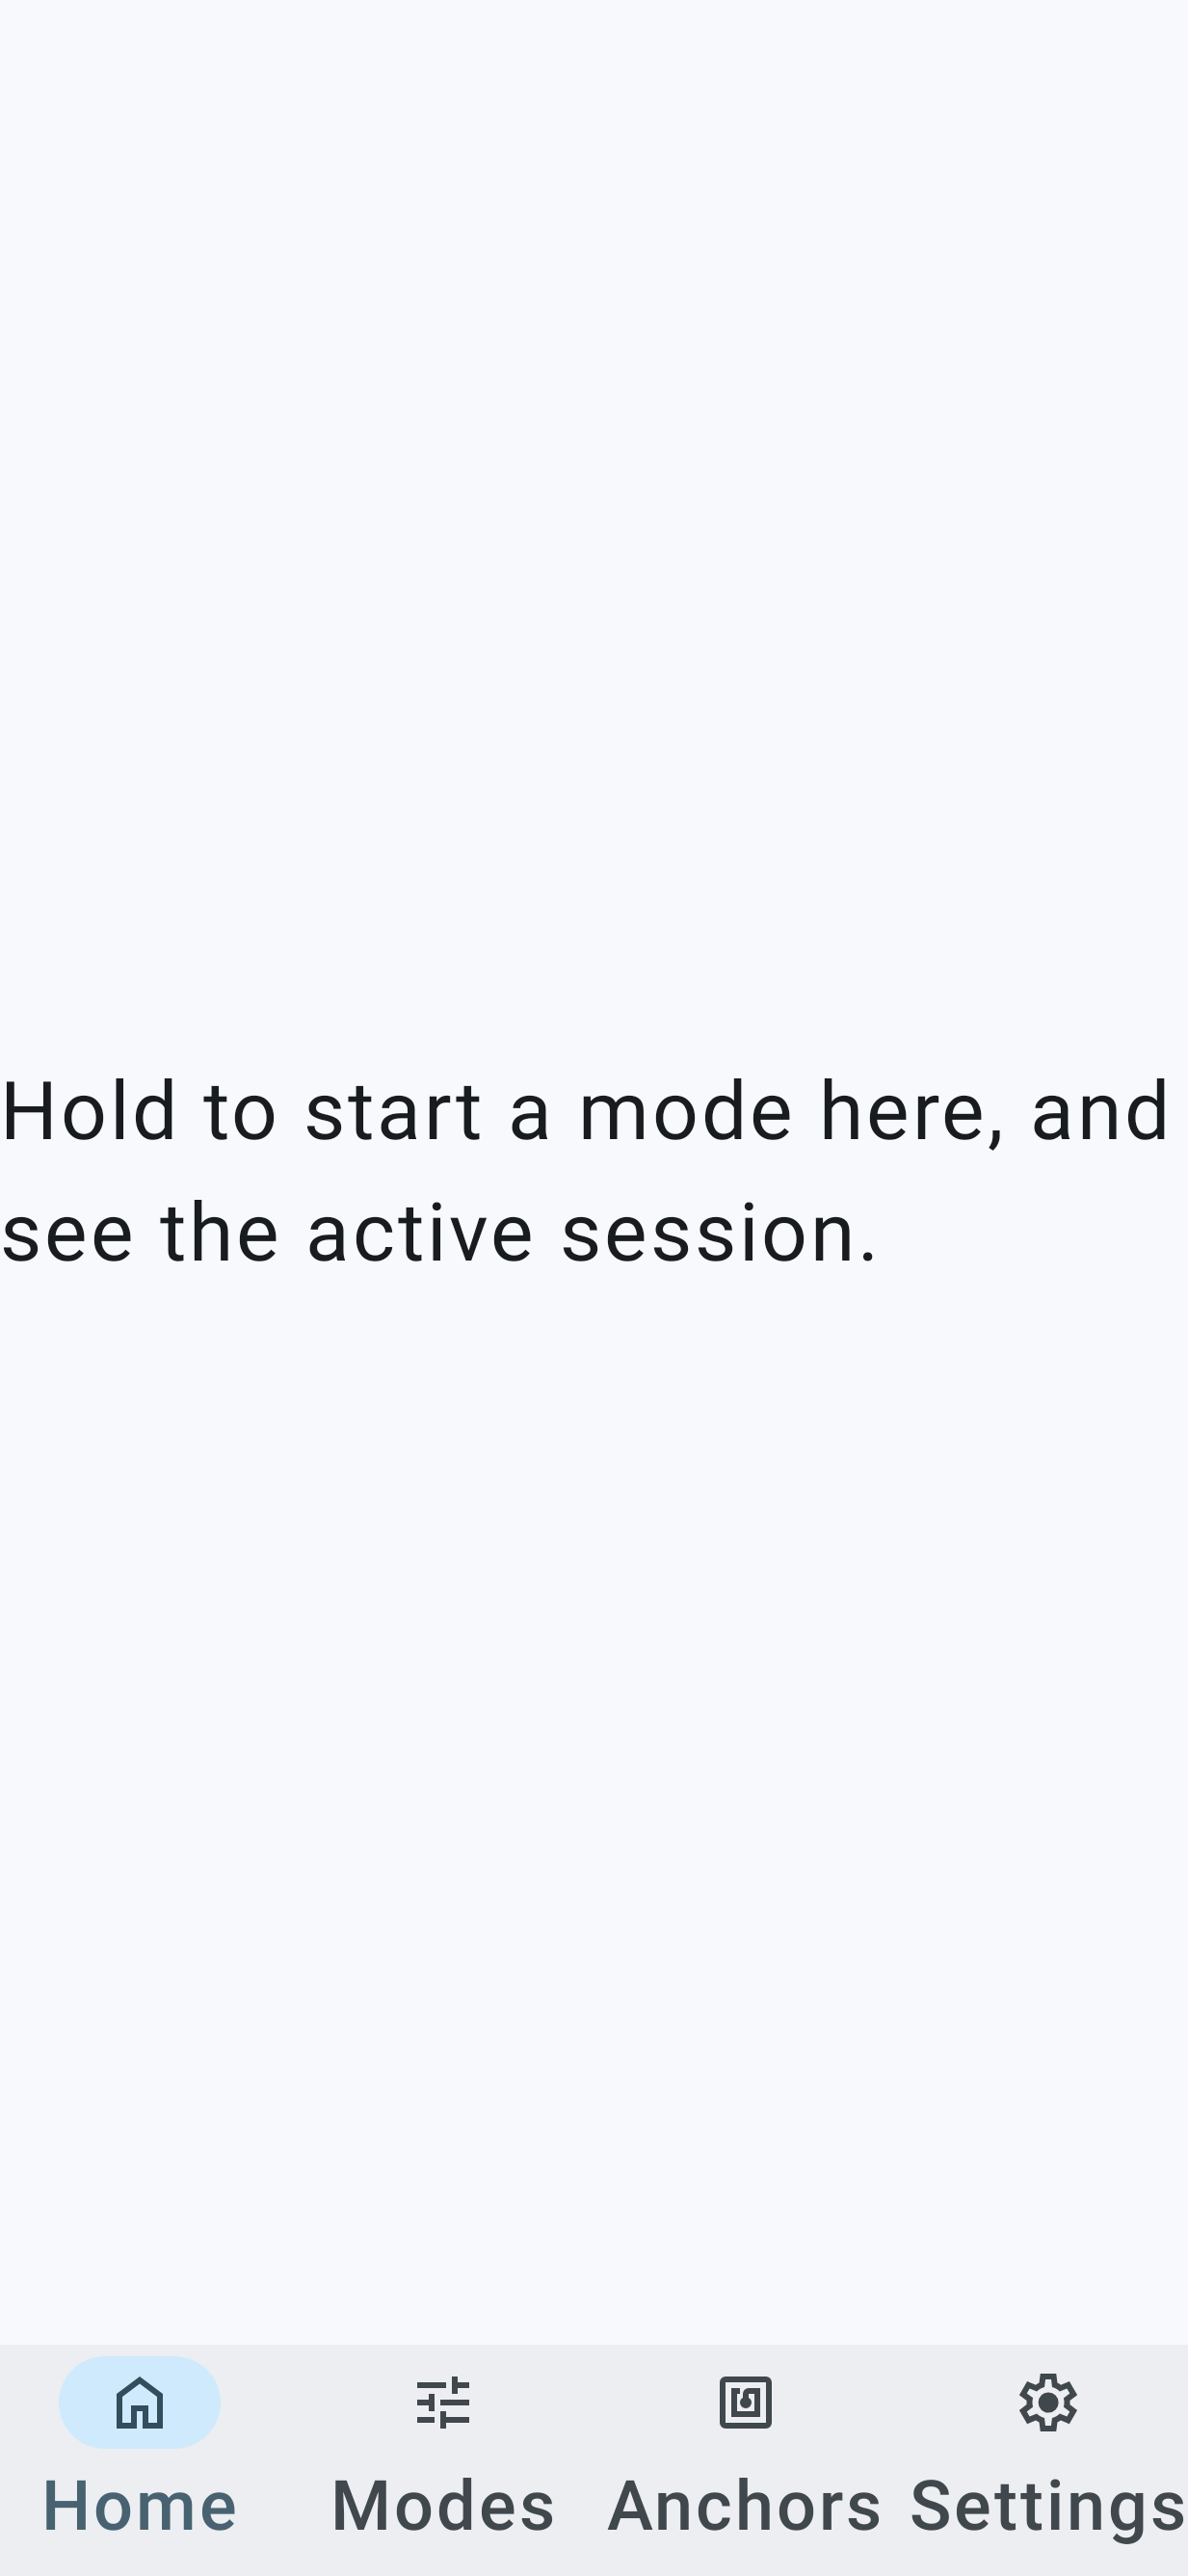 Hold to start a mode here, and
see the active session.
Home
Modes
Anchors
Settings